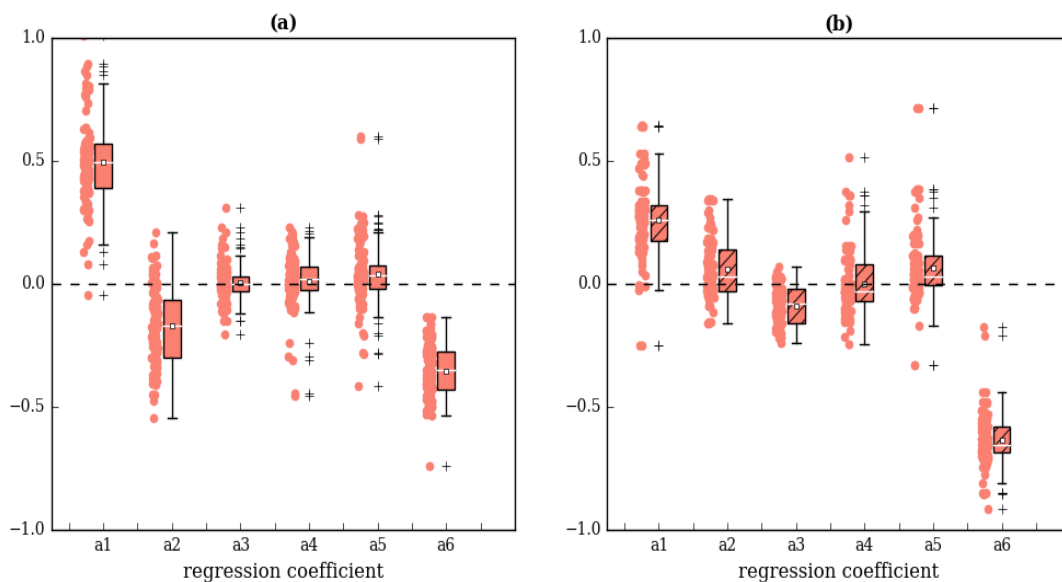 (a)
1.0
0.5
0.0
−0.5
−1.0
a1 a2 a3 a4 a5 a6
regression coefficient
(b)
1.0
0.5
0.0
−0.5
−1.0
a1 a2 a3 a4 a5 a6
regression coefficient